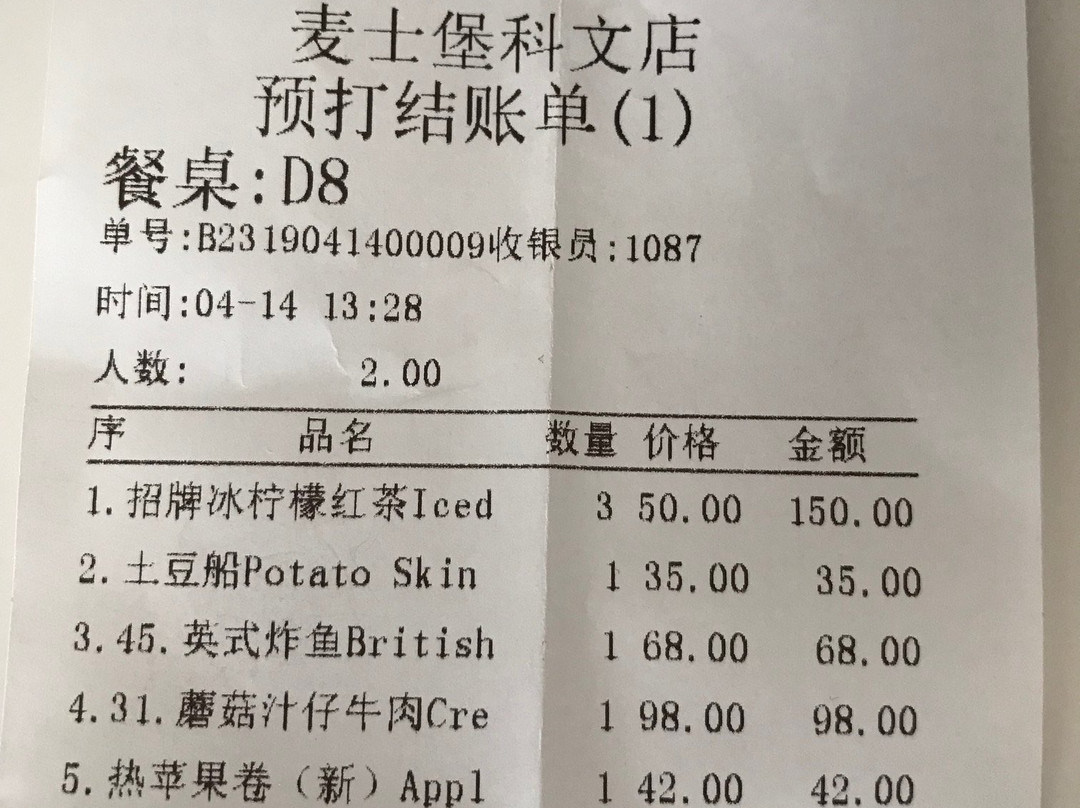 麦士堡科文店
预打结账单(1)
餐桌:D8
单号:B2319041400009收银员:1087
时间:04-14 13:28
人数: 2.00
序 品名 数量 价格 金额
1.招牌冰柠檬红茶Iced 3 50.00 150.00
2.土豆船Potato Skin 1 35.00 35.00
3.45.英式炸鱼British 1 68.00 68.00
4.31.蘑菇汁仔牛肉Cre 1 98.00 98.00
5.热苹果卷（新）Appl 1 42.00 42.00